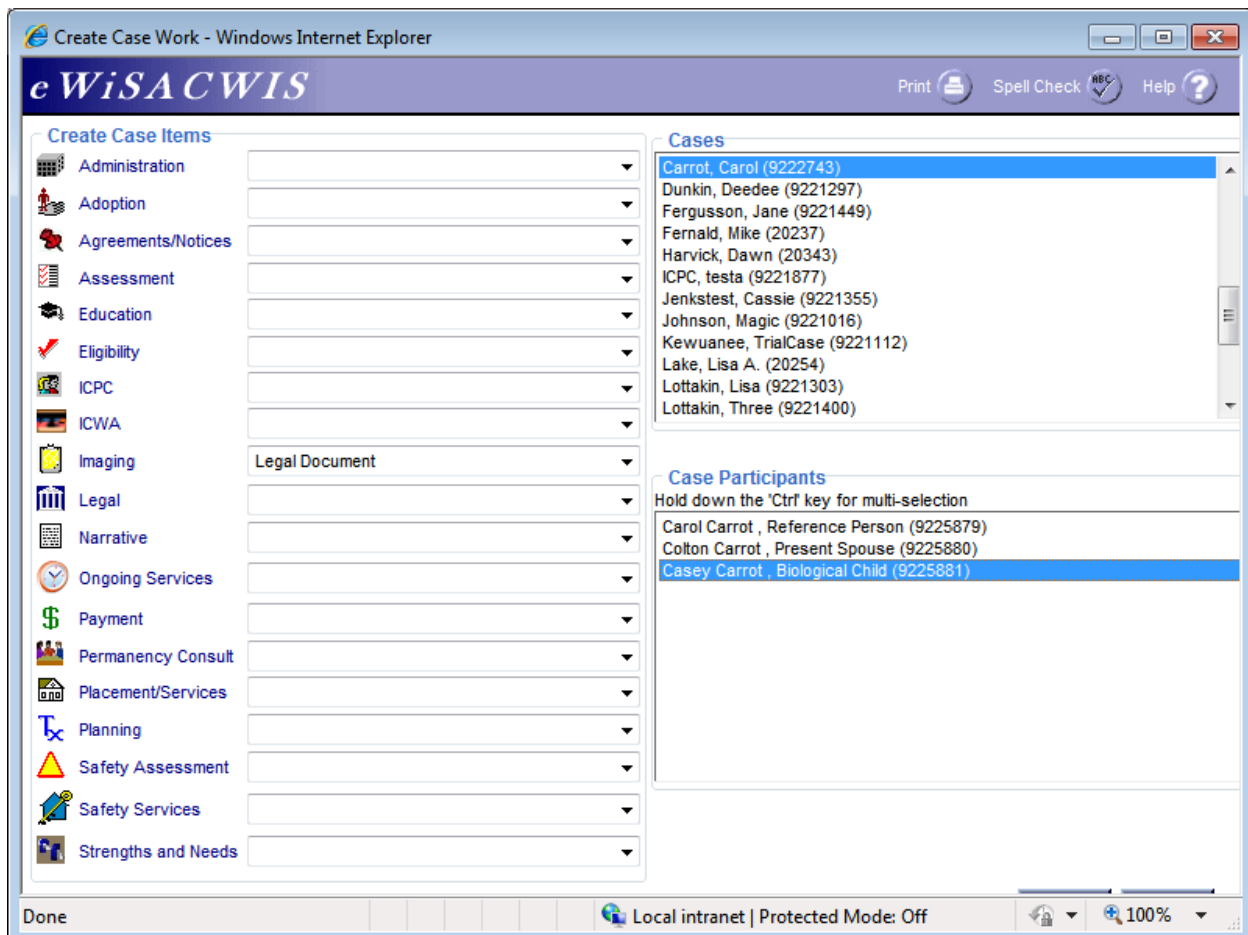 Create Case Work - Windows Internet Explorer
e WiSACWIS
Print
Spell Check
ABC
Help
?
Create Case Items
Administration
Adoption
Agreements/Notices
Assessment
Education
Eligibility
ICPC
ICWA
Imaging
Legal Document
Legal
Narrative
Ongoing Services
$
Payment
Permanency Consult
Placement/Services
Tx
Planning
Safety Assessment
Safety Services
Strengths and Needs
Cases
Carrot, Carol (9222743)
Dunkin, Deedee (9221297)
Fergusson, Jane (9221449)
Fernald, Mike (20237)
Harvick, Dawn (20343)
ICPC, testa (9221877)
Jenkstest, Cassie (9221355)
Johnson, Magic (9221016)
Kewuanee, TrialCase (9221112)
Lake, Lisa A. (20254)
Lottakin, Lisa (9221303)
Lottakin, Three (9221400)
Case Participants
Hold down the 'Ctrl' key for multi-selection
Carol Carrot , Reference Person (9225879)
Colton Carrot , Present Spouse (9225880)
Casey Carrot , Biological Child (9225881)
Done
Local intranet | Protected Mode: Off
100%